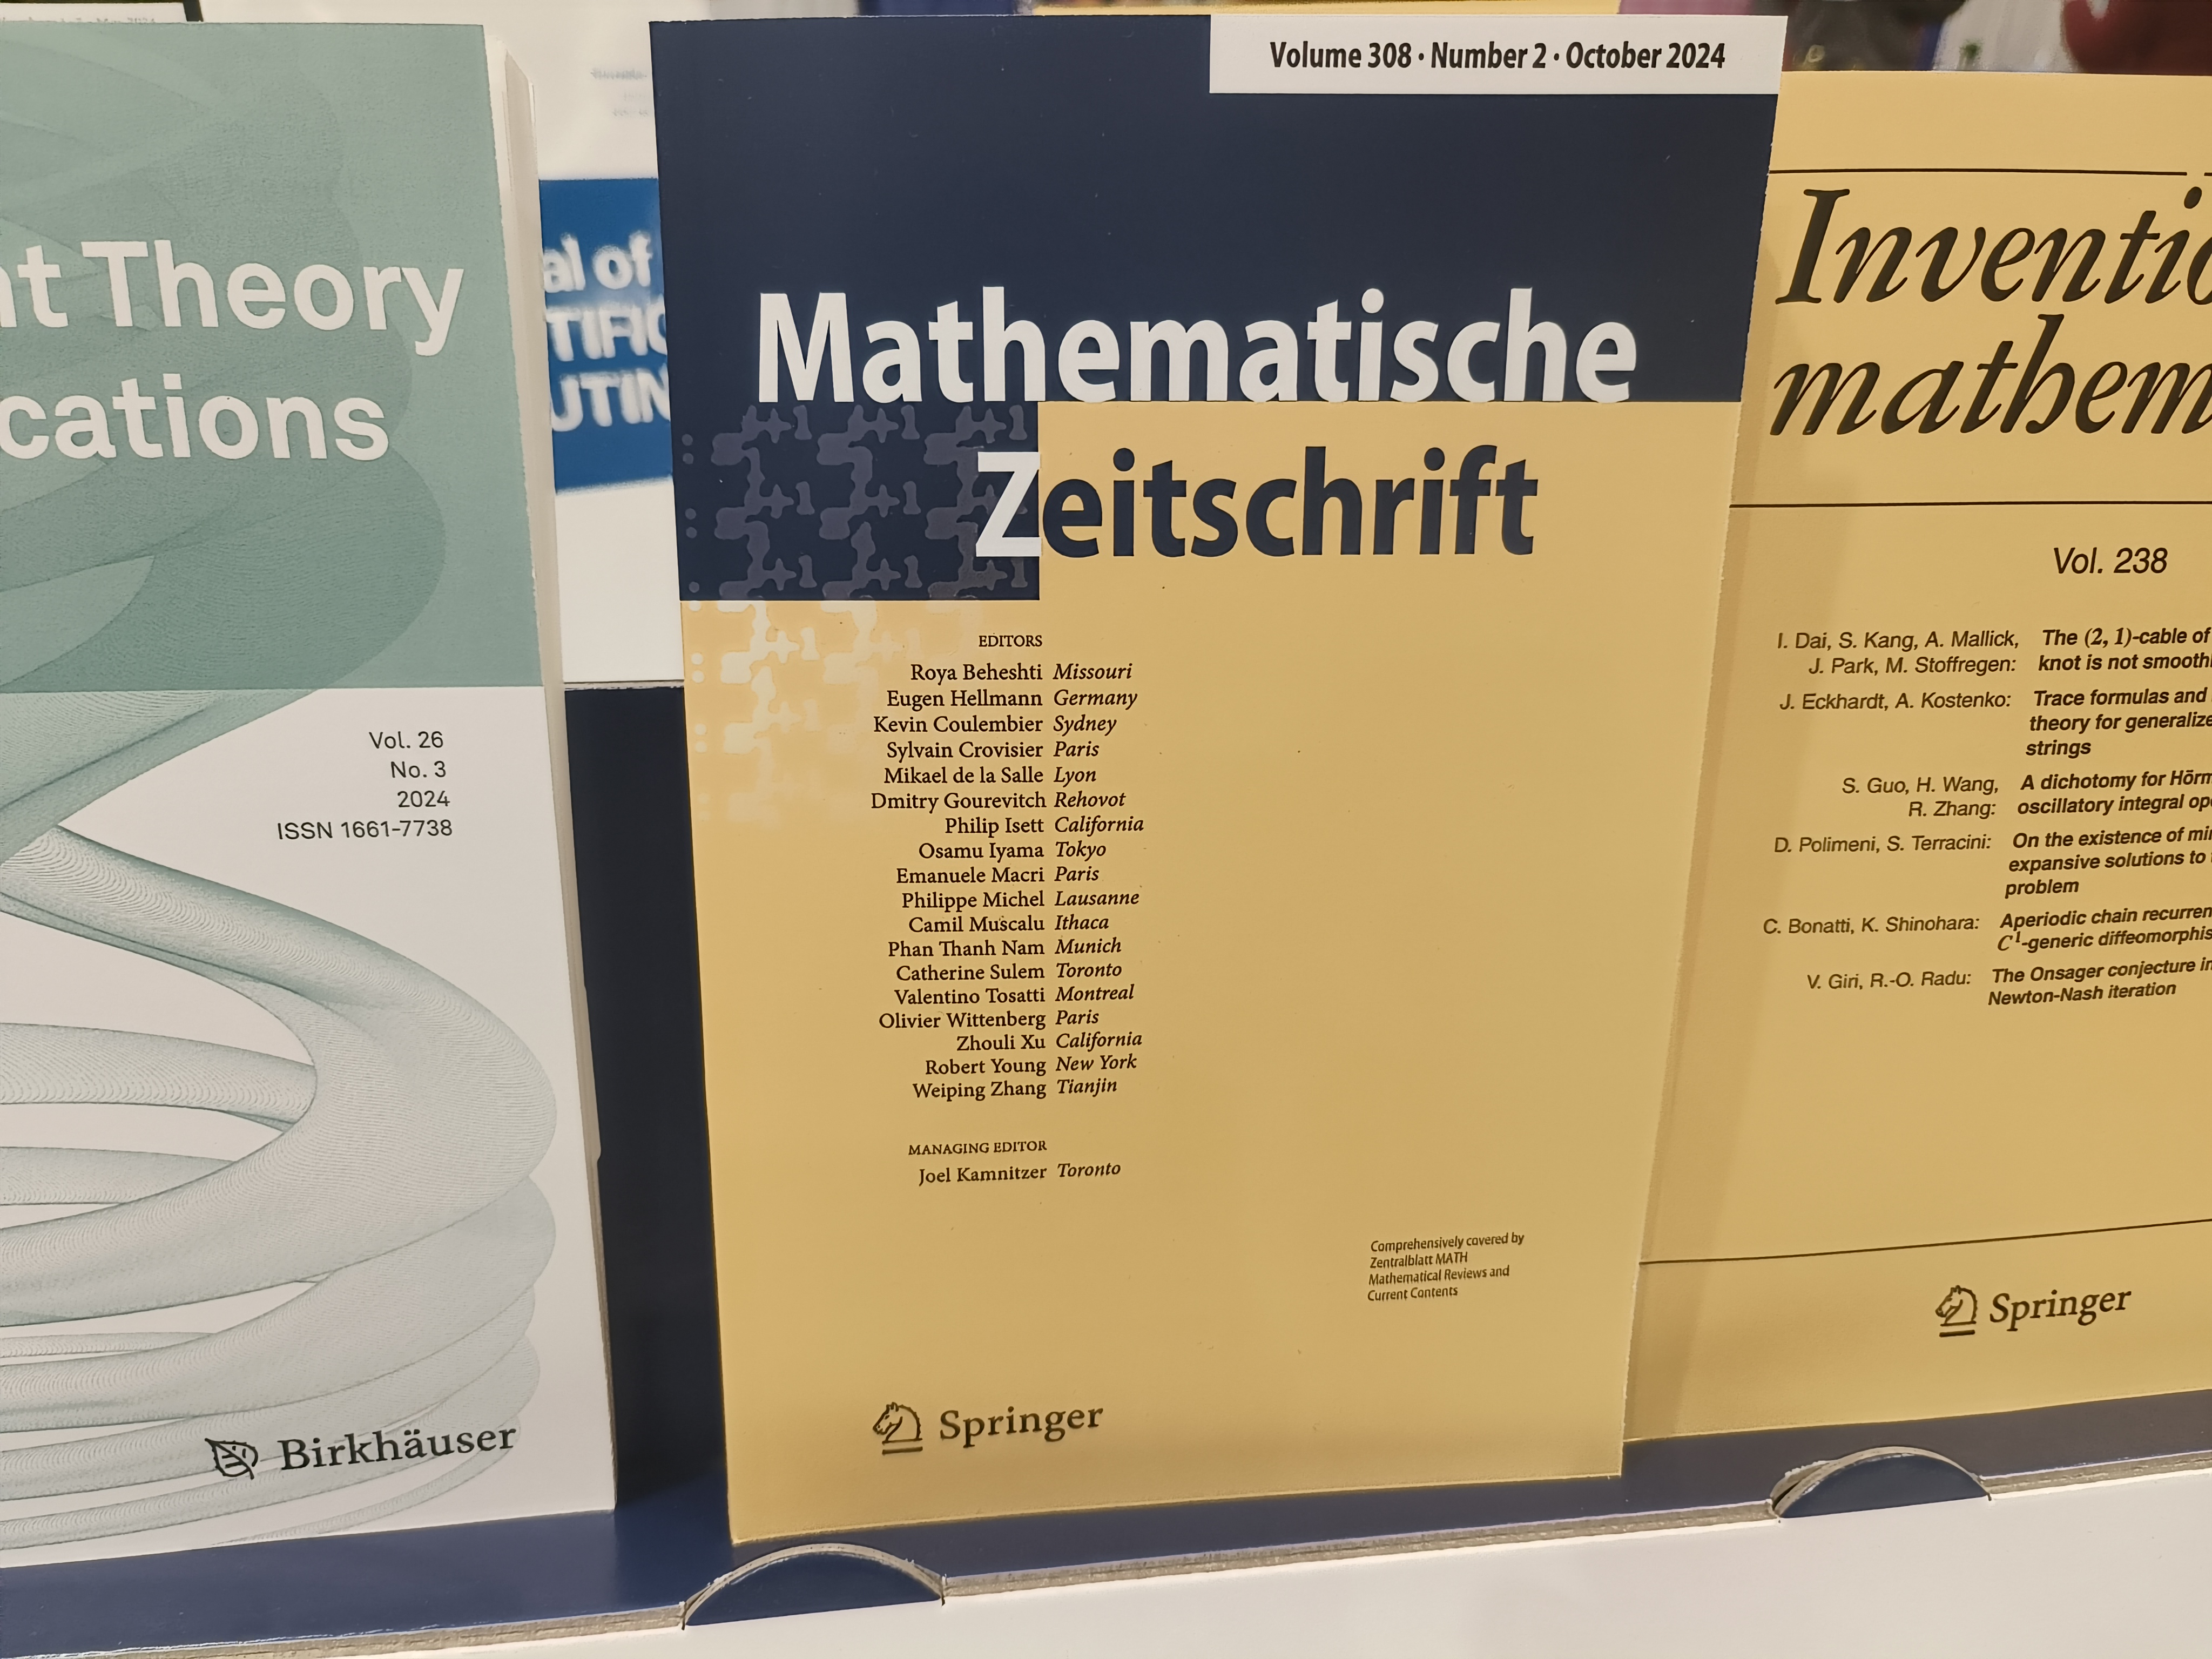 t Theory
cations
Vol. 26
No. 3
2024
ISSN 1661-7738
Birkhäuser
al of
Volume 308 · Number 2 · October 2024
Mathematische
Zeitschrift
EDITORS
Roya Beheshti Missouri
Eugen Hellmann Germany
Kevin Coulembier Sydney
Sylvain Crovisier Paris
Mikael de la Salle Lyon
Dmitry Gourevitch Rehovot
Philip Isett California
Osamu Iyama Tokyo
Emanuele Macri Paris
Philippe Michel Lausanne
Camil Muscalu Ithaca
Phan Thanh Nam Munich
Catherine Sulem Toronto
Valentino Tosatti Montreal
Olivier Wittenberg Paris
Zhouli Xu California
Robert Young New York
Weiping Zhang Tianjin
MANAGING EDITOR
Joel Kamnitzer Toronto
Comprehensively covered by
Zentralblatt MATH
Mathematical Reviews and
Current Contents
Springer
Inventio
mathem
Vol. 238
I. Dai, S. Kang, A. Mallick, The (2, 1)-cable of
J. Park, M. Stoffregen: knot is not smoothl
J. Eckhardt, A. Kostenko: Trace formulas and
theory for generalize
strings
S. Guo, H. Wang, A dichotomy for Hörm
R. Zhang: oscillatory integral op
D. Polimeni, S. Terracini: On the existence of mi
expansive solutions to
problem
C. Bonatti, K. Shinohara: Aperiodic chain recurren
C¹-generic diffeomorphis
V. Giri, R.-O. Radu: The Onsager conjecture in
Newton-Nash iteration
Springer